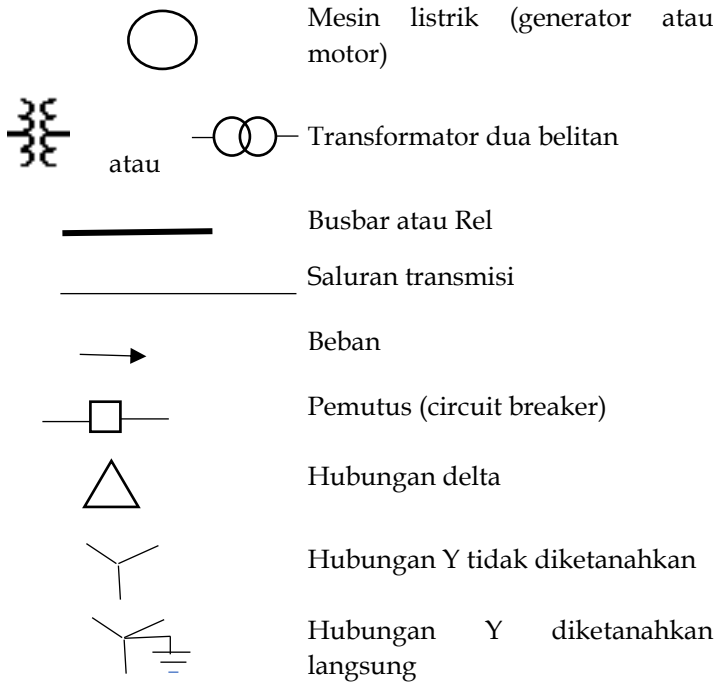 Mesin listrik (generator atau
motor)
atau
Transformator dua belitan
Busbar atau Rel
Saluran transmisi
Beban
Pemutus (circuit breaker)
Hubungan delta
Hubungan Y tidak diketanahkan
Hubungan Y diketanahkan
langsung